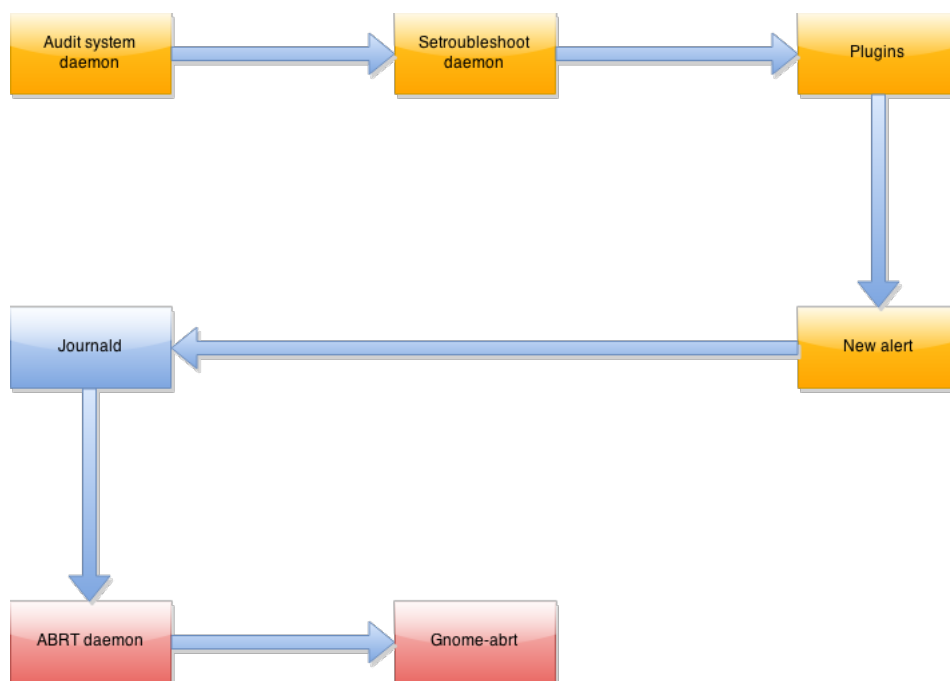 Audit system
daemon
Setroubleshoot
daemon
Plugins
Journald
New alert
ABRT daemon
Gnome-abrt